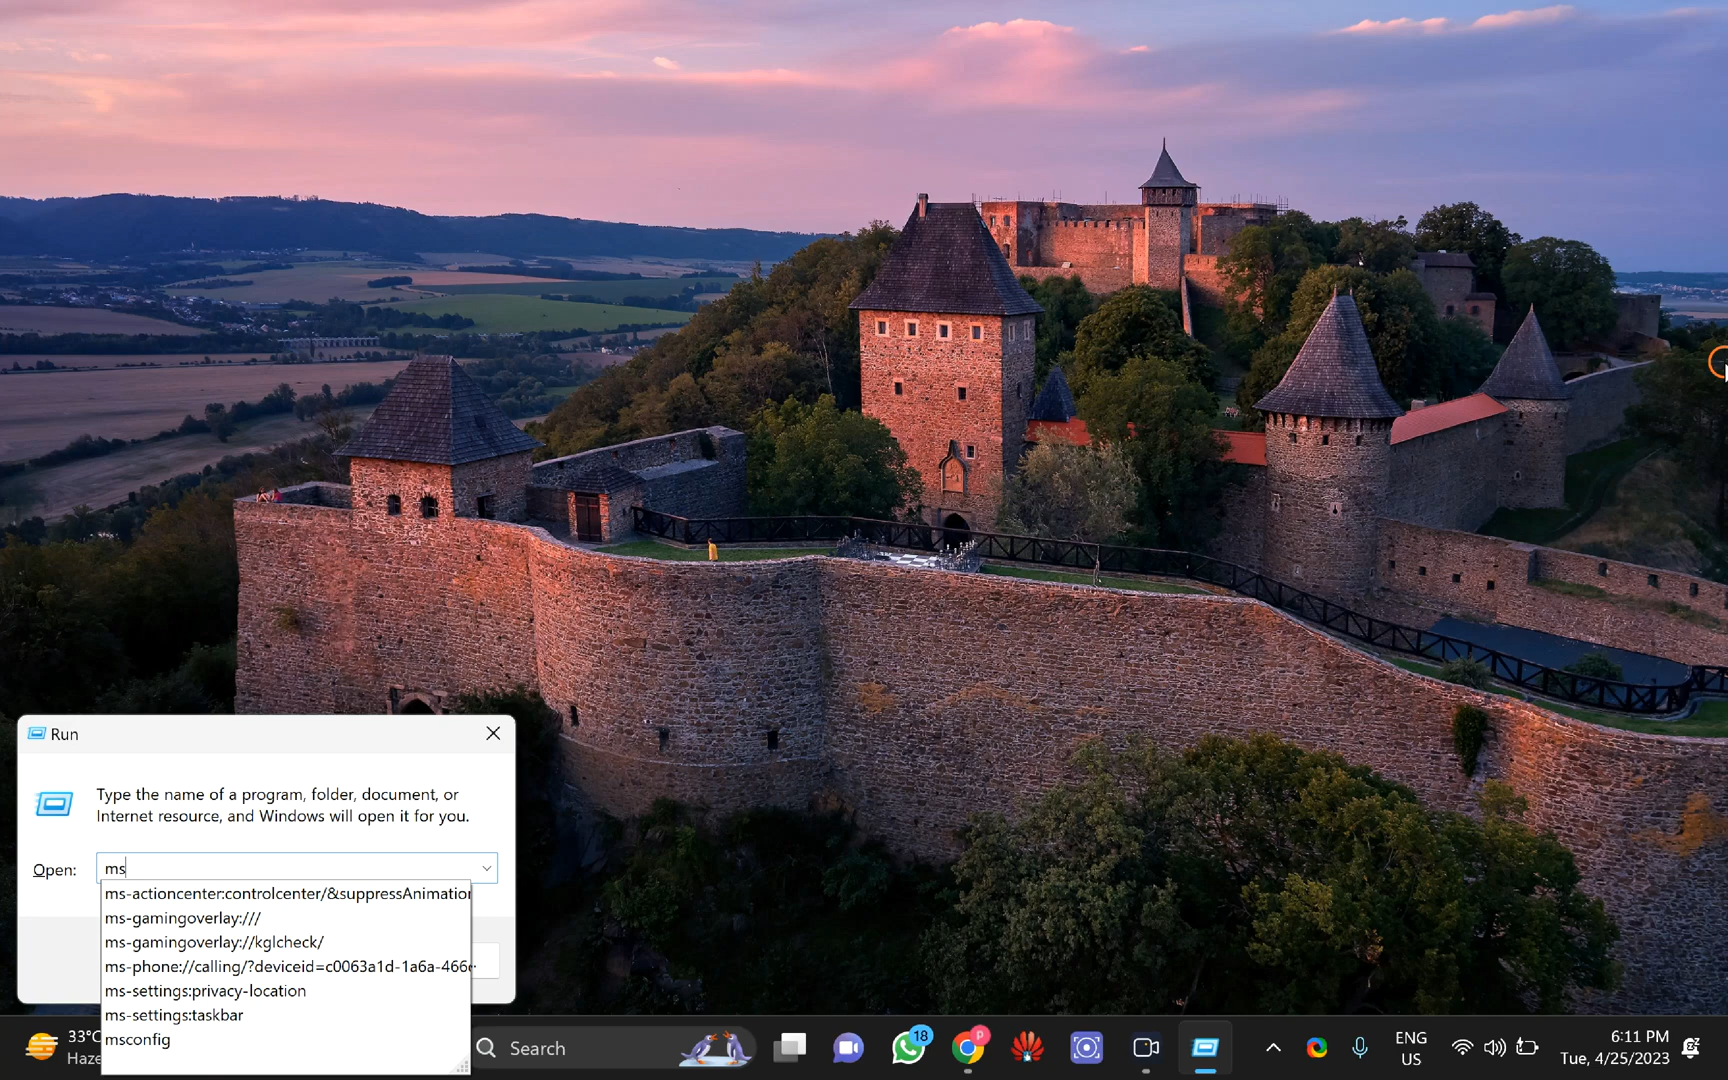 Run
Type the name of a program, folder, document, or
Internet resource, and Windows will open it for you.
Open:
ms
ms-actioncenter:controlcenter/&suppressAnimation
ms-gamingoverlay:///
ms-gamingoverlay://kglcheck/
ms-phone://calling/?deviceid=c0063a1d-1a6a-466
ms-settings:privacy-location
ms-settings:taskbar
msconfig
33°C
Haze
Search
18
P
ENG
US
6:11 PM
Tue, 4/25/2023